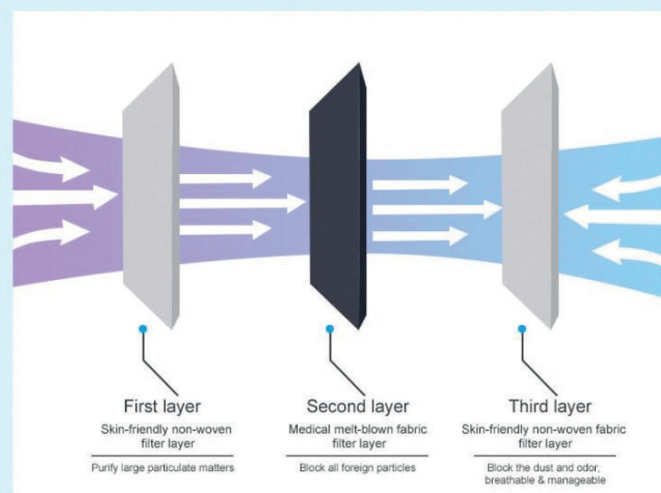 First layer
Skin-friendly non-woven
filter layer
Purify large particulate matters
Second layer
Medical melt-blown fabric
filter layer
Block all foreign particles
Third layer
Skin-friendly non-woven fabric
filter layer
Block the dust and odor,
breathable & manageable